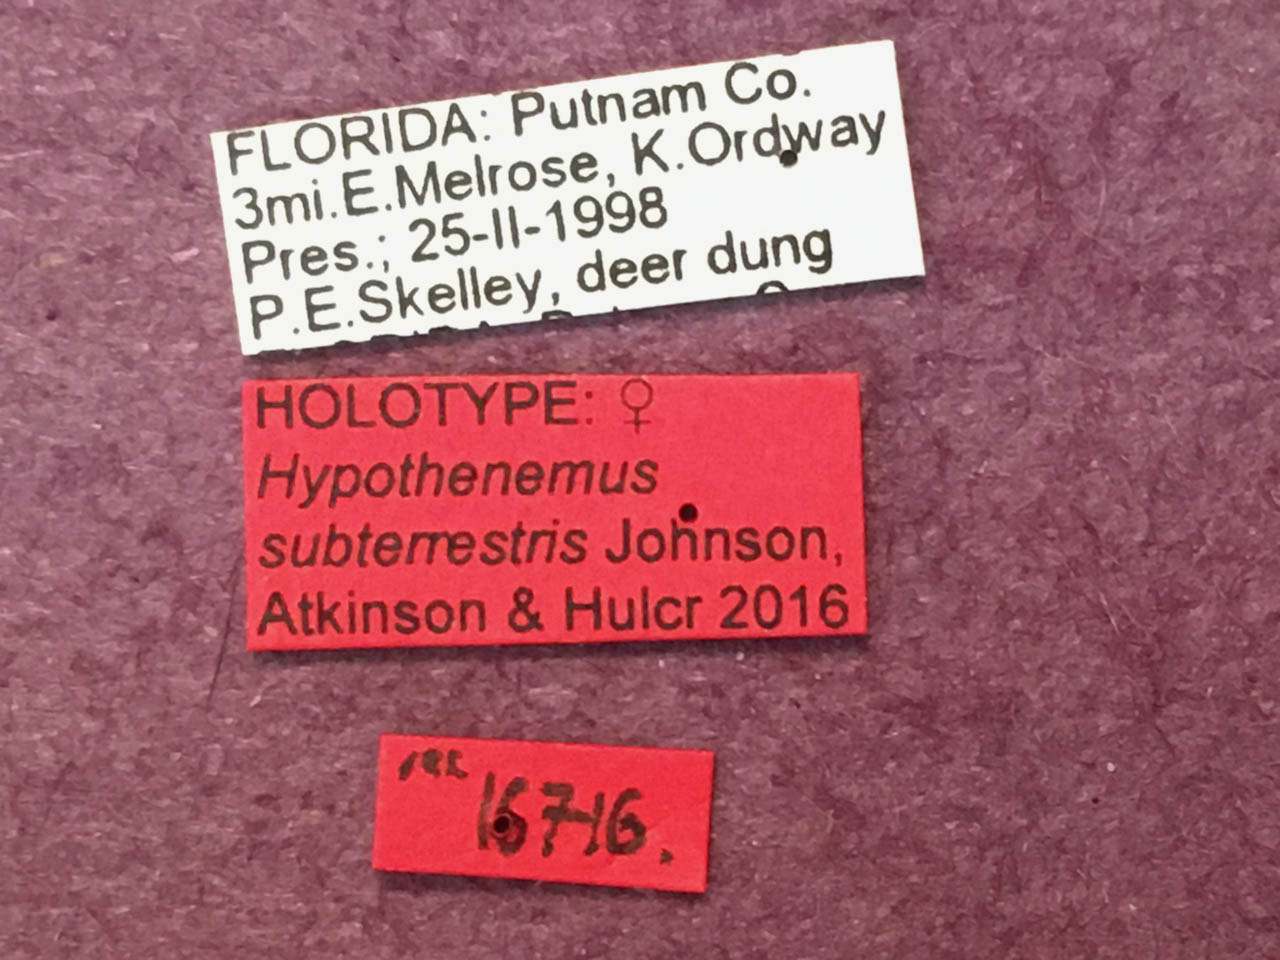 FLORIDA: Putnam Co.
3mi.E.Melrose, K.Ordway
Pres.; 25-II-1998
P.E.Skelley, deer dung
HOLOTYPE: ♀
Hypothenemus
subterrestris Johnson,
Atkinson & Hulcr 2016